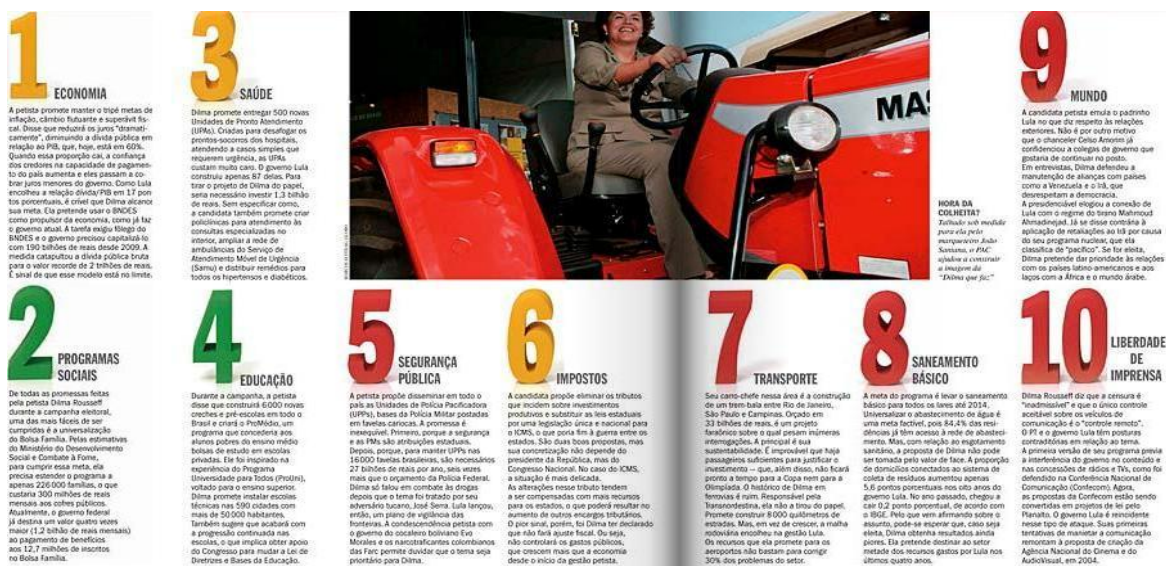 1
ECONOMIA
A petista promete manter o tripé metas de
inflação, câmbio flutuante e superávit fis-
cal. Disse que reduzirá os juros "dramati-
camente", diminuindo a dívida pública em
relação ao PIB, que, hoje, está em 60%.
Quando essa proporção cai, a confiança
dos credores na capacidade de pagamen-
to do país aumenta e eles passam a co-
brar juros menores do governo. Como Lula
encolheu a relação dívida/PIB em 17 pon
tos porcentuais, é crível que Dilma alcance
sua meta. Ela pretende usar o BNDES
como propulsor da economia, como já faz
o governo atual. A tarefa exigiu fôlego do
BNDES e o governo precisou capitalizá-lo
com 190 bilhões de reais desde 2009. A
medida catapultou a dívida pública bruta
para o valor recorde de 2 trilhões de reais.
É sinal de que esse modelo está no limite.
2
PROGRAMAS
SOCIAIS
De todas as promessas feitas
pela petista Dilma Rousseff
durante a campanha eleitoral,
uma das mais fáceis de ser
cumpridas é a universalização
do Bolsa Família. Pelas estimativas
do Ministério do Desenvolvimento
Social e Combate à Fome,
para cumprir essa meta, ela
precisa estender o programa a
apenas 226 000 famílias, o que
custaria 300 milhões de reais
mensais aos cofres públicos.
Atualmente, o governo federal
já destina um valor quatro vezes
maior (1,2 bilhão de reais mensais)
ao pagamento de benefícios
aos 12,7 milhões de inscritos
no Bolsa Família.
3
SAÚDE
Dilma promete entregar 500 novas
Unidades de Pronto Atendimento
(UPAs). Criadas para desafogar os
prontos-socorros dos hospitais,
atendendo a casos simples que
requerem urgência, as UPAs
custam muito caro. O governo Lula
construiu apenas 87 delas. Para
tirar o projeto de Dilma do papel,
seria necessário investir 1,3 bilhão
de reais. Sem especificar como,
a candidata também promete criar
policlínicas para atendimento às
consultas especializadas no
interior, ampliar a rede de
ambulâncias do Serviço de
Atendimento Móvel de Urgência
(Samu) e distribuir remédios para
todos os hipertensos e diabéticos.
4
EDUCAÇÃO
Durante a campanha, a petista
disse que construirá 6 000 novas
creches e pré-escolas em todo o
Brasil e criará o ProMédio, um
programa que concederia aos
alunos pobres do ensino médio
bolsas de estudo em escolas
privadas. Ele foi inspirado na
experiência do Programa
Universidade para Todos (ProUni),
voltado para o ensino superior.
Dilma promete instalar escolas
técnicas nas 590 cidades com
mais de 50 000 habitantes.
Também sugere que acabará com
a progressão continuada nas
escolas, o que implica obter apoio
do Congresso para mudar a Lei de
Diretrizes e Bases da Educação.
MAS
HORA DA
COLHEITA?
Talhado sob medida
para ela pelo
marqueteiro João
Santana, o PAC
ajudou a construir
a imagem da
"Dilma que faz"
5
SEGURANÇA
PÚBLICA
A petista propõe disseminar em todo o
país as Unidades de Polícia Pacificadora
(UPPs), bases da Polícia Militar postadas
em favelas cariocas. A promessa é
inexequível. Primeiro, porque a segurança
e as PMs são atribuições estaduais.
Depois, porque, para manter UPPs nas
16 000 favelas brasileiras, são necessários
27 bilhões de reais por ano, seis vezes
mais que o orçamento da Polícia Federal.
Dilma só falou em combate às drogas
depois que o tema foi tratado por seu
adversário tucano, José Serra. Lula lançou,
então, um plano de vigilância das
fronteiras. A condescendência petista com
o governo do cocaleiro boliviano Evo
Morales e os narcotraficantes colombianos
das Farc permite duvidar que o tema seja
prioritário para Dilma.
6
IMPOSTOS
A candidata propõe eliminar os tributos
que incidem sobre investimentos
produtivos e substituir as leis estaduais
por uma legislação única e nacional para
o ICMS, o que poria fim à guerra entre os
estados. São duas boas propostas, mas
sua concretização não depende do
presidente da República, mas do
Congresso Nacional. No caso do ICMS,
a situação é mais delicada.
As alterações nesse tributo tendem
a ser compensadas com mais recursos
para os estados, o que poderá resultar no
aumento de outros encargos tributários.
O pior sinal, porém, foi Dilma ter declarado
que não fará ajuste fiscal. Ou seja,
não controlará os gastos públicos,
que crescem mais que a economia
desde o início da gestão petista.
7
TRANSPORTE
Seu carro-chefe nessa área é a construção
de um trem-bala entre Rio de Janeiro,
São Paulo e Campinas. Orçado em
33 bilhões de reais, é um projeto
faraônico sobre o qual pesam inúmeras
interrogações. A principal é sua
sustentabilidade. É improvável que haja
passageiros suficientes para justificar o
investimento — que, além disso, não ficará
pronto a tempo para a Copa nem para a
Olimpíada. O histórico de Dilma em
ferrovias é ruim. Responsável pela
Transnordestina, ela não a tirou do papel.
Promete construir 8 000 quilômetros de
estradas. Mas, em vez de crescer, a malha
rodoviária encolheu na gestão Lula.
Os recursos que ela promete para os
aeroportos não bastam para corrigir
30% dos problemas do setor.
8
SANEAMENTO
BÁSICO
A meta do programa é levar o saneamento
básico para todos os lares até 2014.
Universalizar o abastecimento de água é
uma meta factível, pois 84,4% das resi-
dências já têm acesso à rede de abasteci-
mento. Mas, com relação ao esgotamento
sanitário, a proposta de Dilma não pode
ser tomada pelo valor de face. A proporção
de domicílios conectados ao sistema de
coleta de resíduos aumentou apenas
5,6 pontos percentuais nos oito anos do
governo Lula. No ano passado, chegou a
cair 0,2 ponto porcentual, de acordo com
o IBGE. Pelo que vem afirmando sobre o
assunto, pode-se esperar que, caso seja
eleita, Dilma obtenha resultados ainda
piores. Ela pretende destinar ao setor
metade dos recursos gastos por Lula nos
últimos quatro anos.
9
MUNDO
A candidata petista emula o padrinho
Lula no que diz respeito às relações
exteriores. Não é por outro motivo
que o chanceler Celso Amorim já
confidenciou a colegas de governo que
gostaria de continuar no posto.
Em entrevistas, Dilma defendeu a
manutenção de alianças com países
como a Venezuela e o Irã, que
desrespeitam a democracia.
A presidenciável elogiou a conexão de
Lula com o regime do tirano Mahmoud
Ahmadinejad. Já se disse contrária à
aplicação de retaliações ao Irã por causa
do seu programa nuclear, que ela
classifica de "pacífico". Se for eleita,
Dilma pretende dar prioridade às relações
com os países latino-americanos e aos
laços com a África e o mundo árabe.
10
LIBERDADE
DE
IMPRENSA
Dilma Rousseff diz que a censura é
"inadmissível" e que o único controle
aceitável sobre os veículos de
comunicação é o "controle remoto".
O PT e o governo Lula têm posturas
contraditórias em relação ao tema.
A primeira versão de seu programa previa
a interferência do governo no conteúdo e
nas concessões de rádios e TVs, como foi
defendido na Conferência Nacional de
Comunicação (Confecom). Agora,
as propostas da Confecom estão sendo
convertidas em projetos de lei pelo
Planalto. O governo Lula é reincidente
nesse tipo de ataque. Suas primeiras
tentativas de manietar a comunicação
remontam à proposta de criação da
Agência Nacional do Cinema e do
AudioVisual, em 2004.